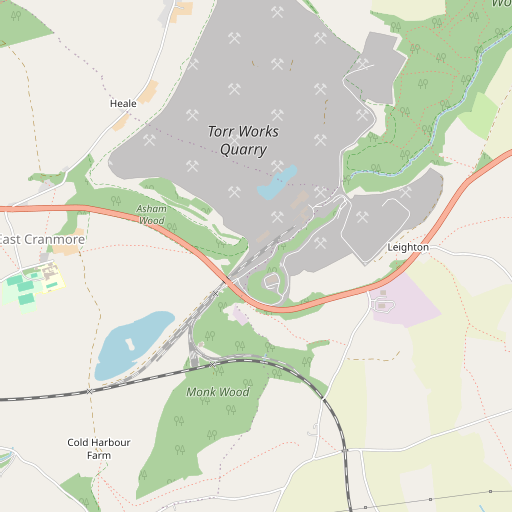 Wo
Heale
Torr Works
Quarry
Asham
Wood
East Cranmore
Leighton
Monk Wood
Cold Harbour
Farm